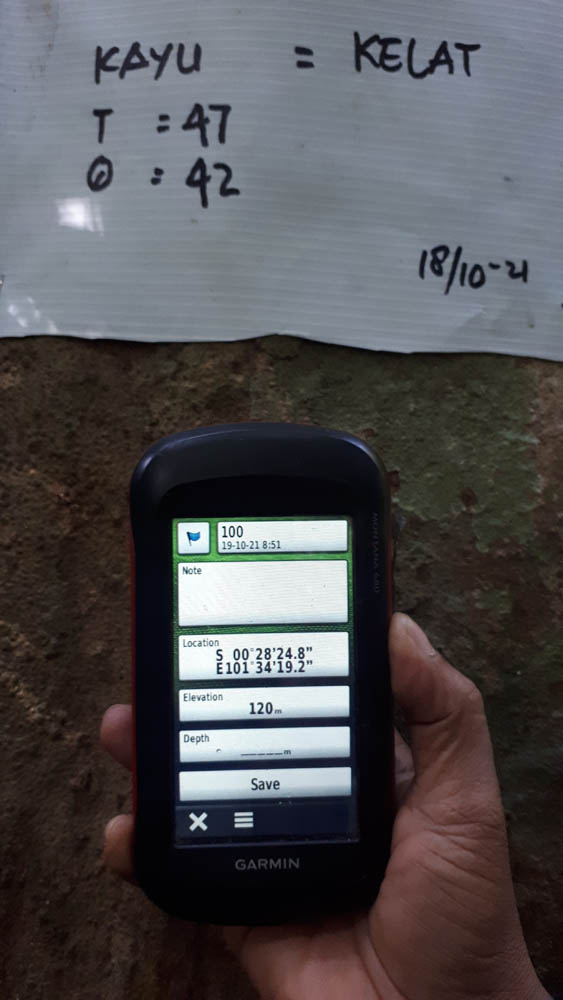 KAYU = KELAT
T = 47
Ⓞ : 42
18/10-21
100
19-10-21 8:51
Note
Location
S 00°28'24.8"
E101°34'19.2"
Elevation
120m
Depth
_____m
Save
GARMIN